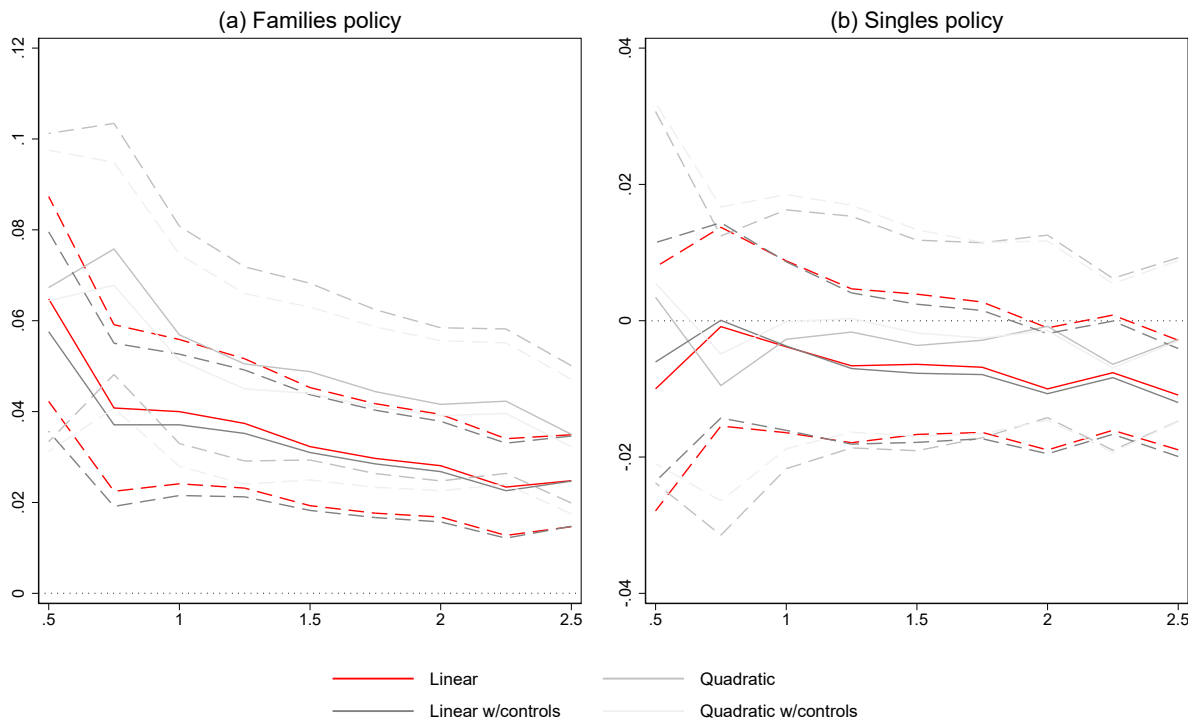 (a) Families policy
(b) Singles policy
.12
.1
.08
.06
.04
.02
0
.5 1 1.5 2 2.5
.04
.02
0
-.02
-.04
.5 1 1.5 2 2.5
Linear
Quadratic
Linear w/controls
Quadratic w/controls